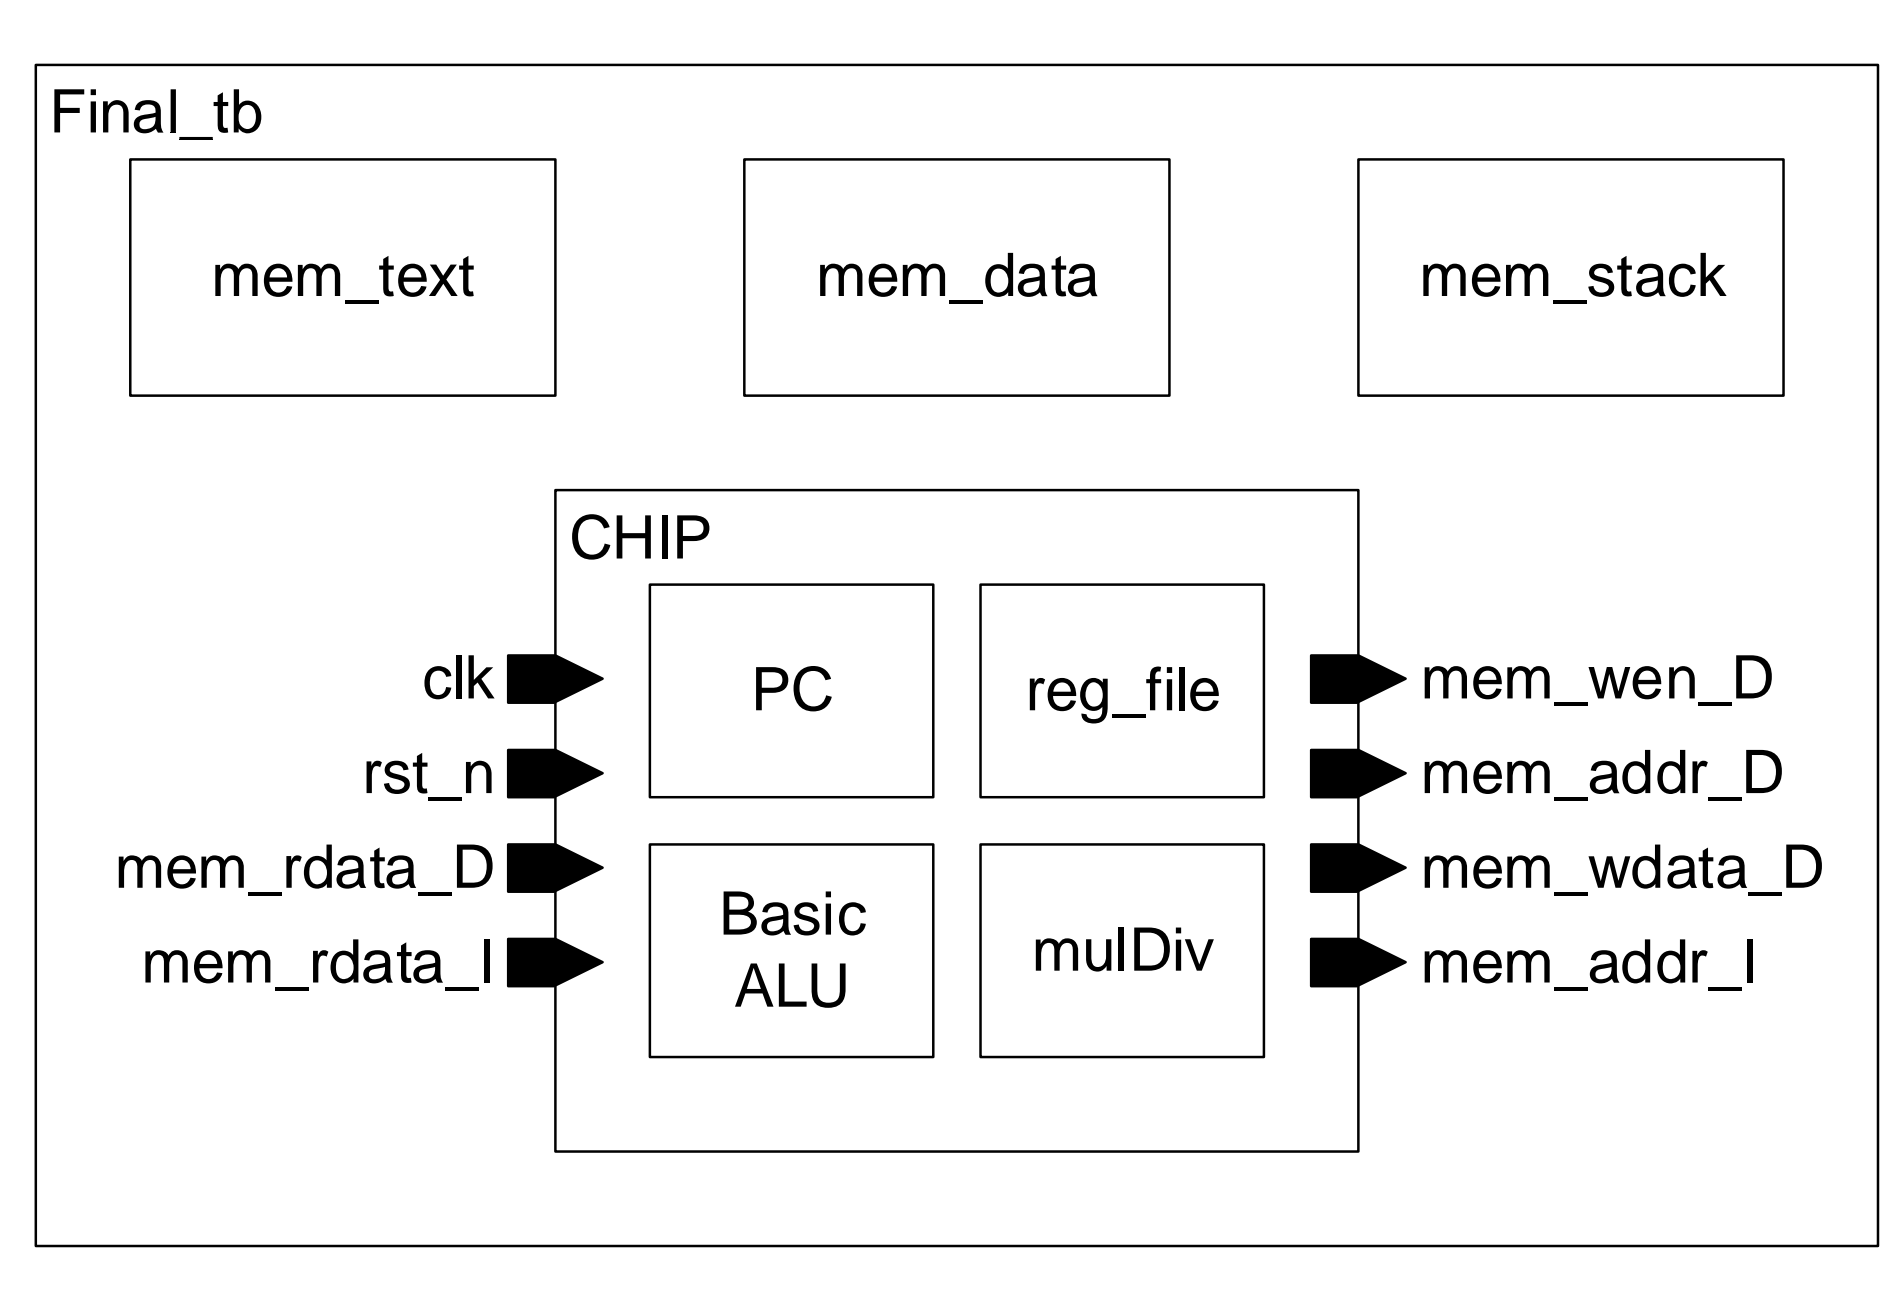 Final_tb
mem_text
mem_data
mem_stack
CHIP
clk
rst_n
mem_rdata_D
mem_rdata_I
PC
reg_file
Basic
ALU
mulDiv
mem_wen_D
mem_addr_D
mem_wdata_D
mem_addr_I